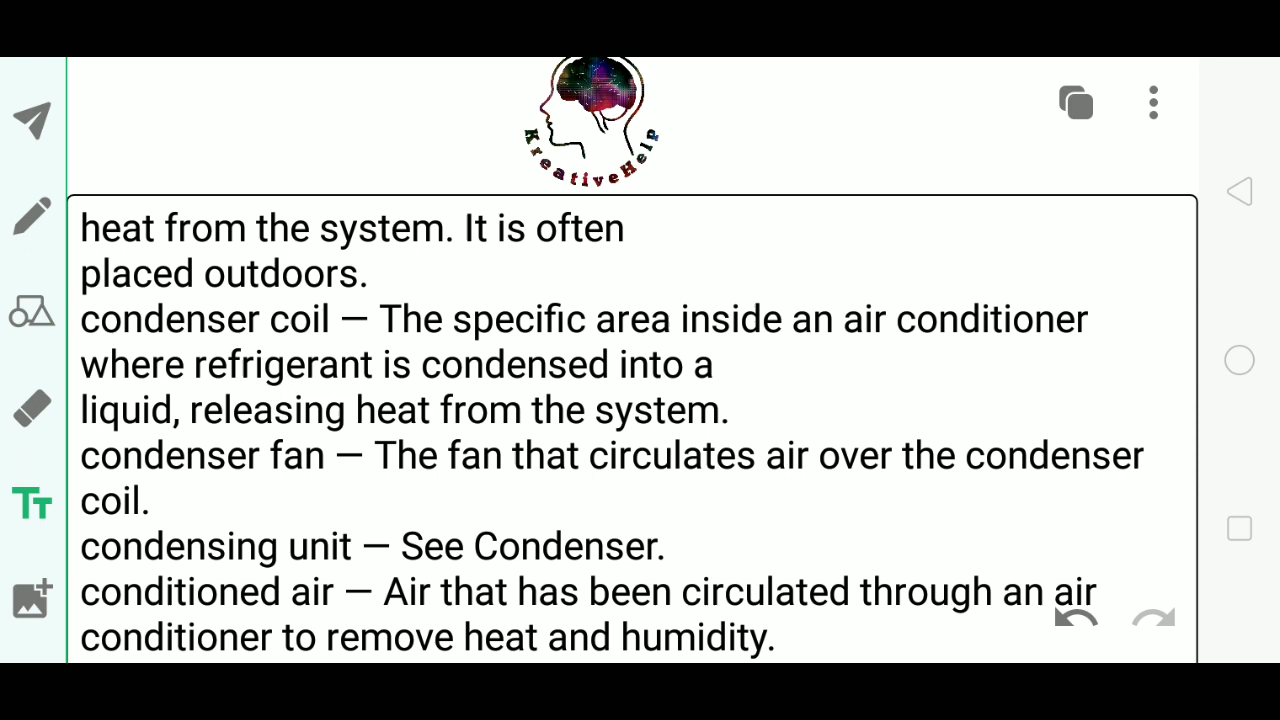 KreativeHelp
heat from the system. It is often
placed outdoors.
condenser coil — The specific area inside an air conditioner
where refrigerant is condensed into a
liquid, releasing heat from the system.
condenser fan — The fan that circulates air over the condenser
coil.
condensing unit — See Condenser.
conditioned air — Air that has been circulated through an air
conditioner to remove heat and humidity.
TT